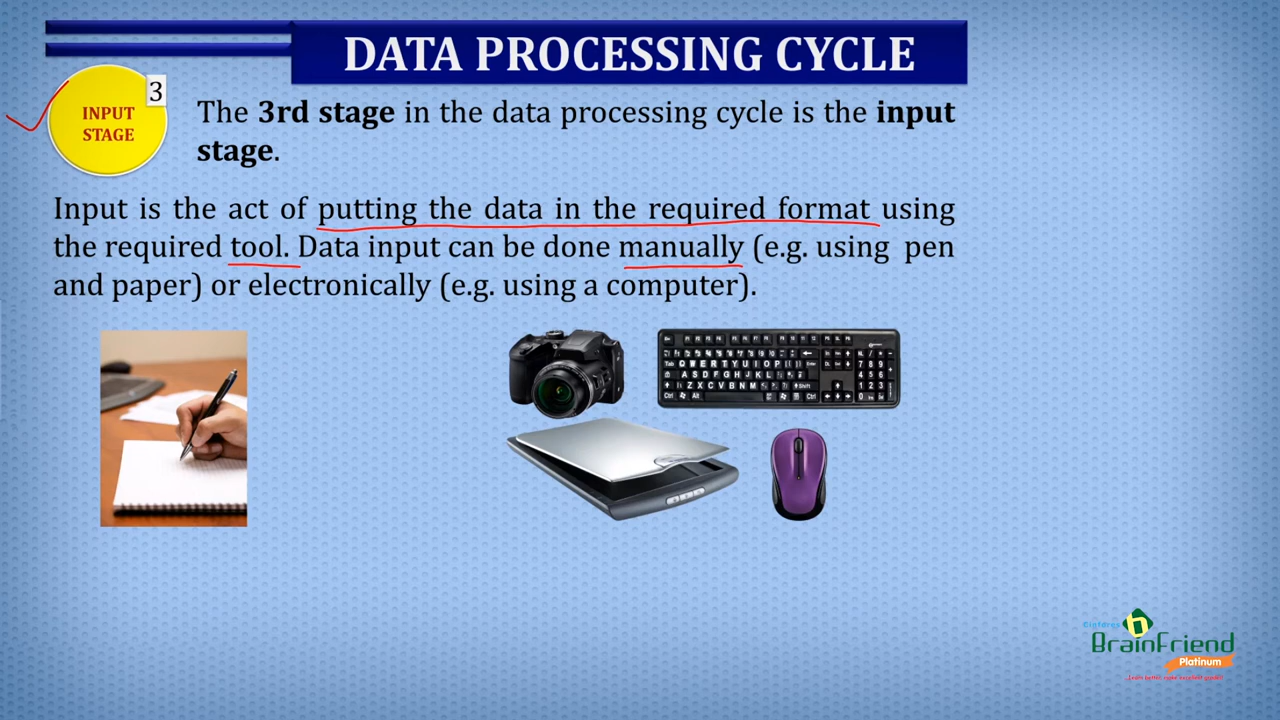 DATA PROCESSING CYCLE
3
INPUT
STAGE
The 3rd stage in the data processing cycle is the input
stage.
Input is the act of putting the data in the required format using
the required tool. Data input can be done manually (e.g. using pen
and paper) or electronically (e.g. using a computer).
Cinfores
BrainFriend
Platinum